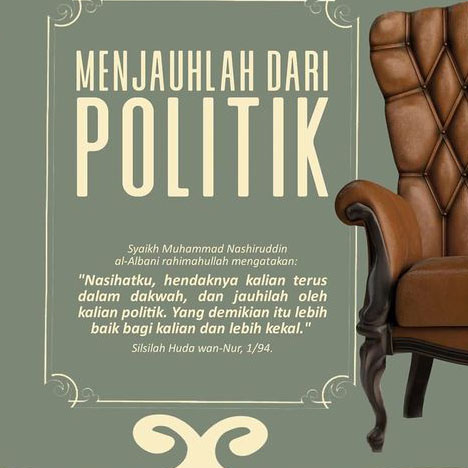 MENJAUHLAH DARI
POLITIK
Syaikh Muhammad Nashiruddin
al-Albani rahimahullah mengatakan:
"Nasihatku, hendaknya kalian terus
dalam dakwah, dan jauhilah oleh
kalian politik. Yang demikian itu lebih
baik bagi kalian dan lebih kekal."
Silsilah Huda wan-Nur, 1/94.